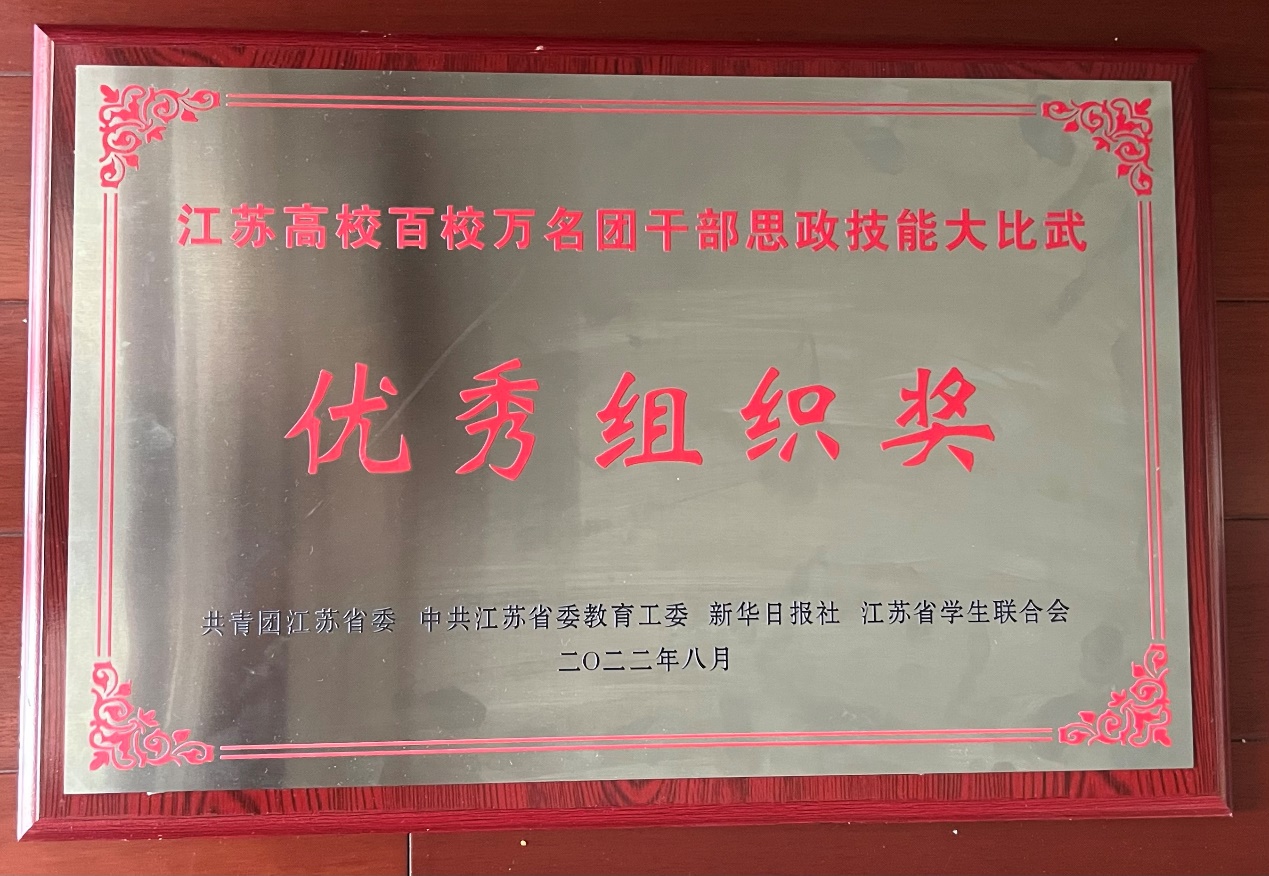 江苏高校百校万名团干部思政技能大比武
优秀组织奖
共青团江苏省委 中共江苏省委教育工委 新华日报社 江苏省学生联合会
二〇二二年八月